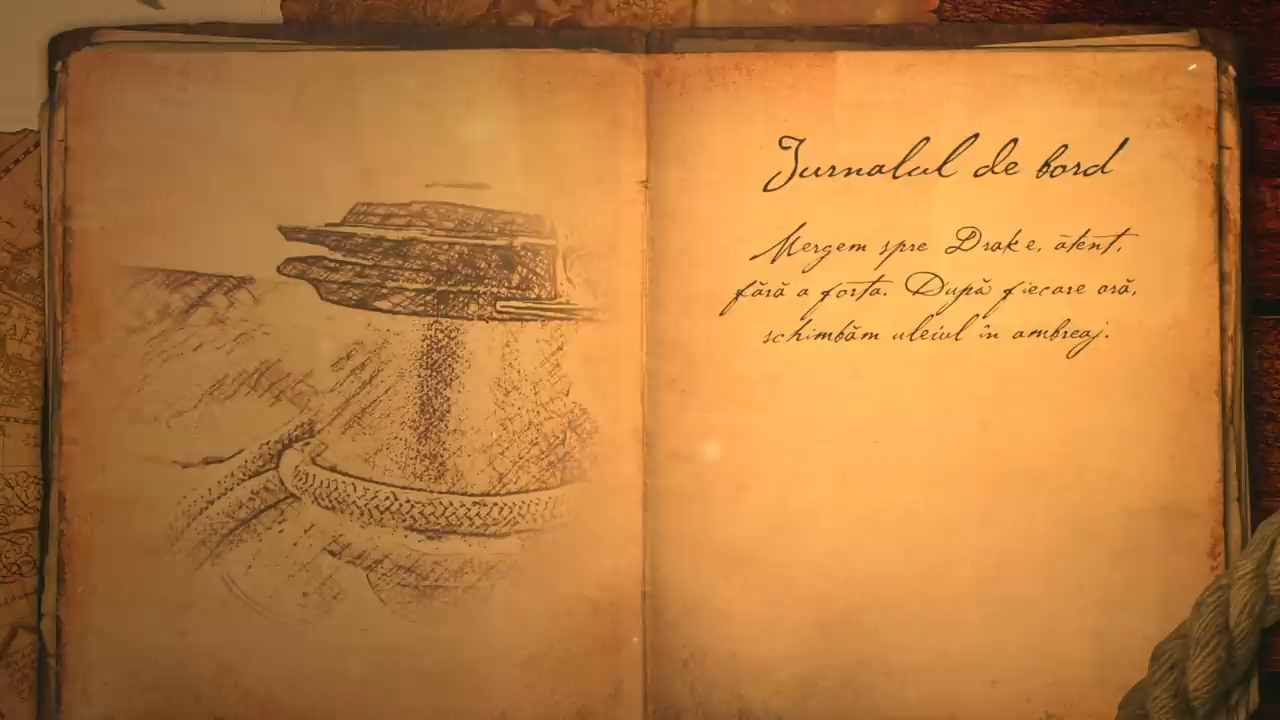 Jurnalul de bord
Mergem spre Drake, atent,
fără a forța. După fiecare oră,
schimbăm uleiul în ambreaj.